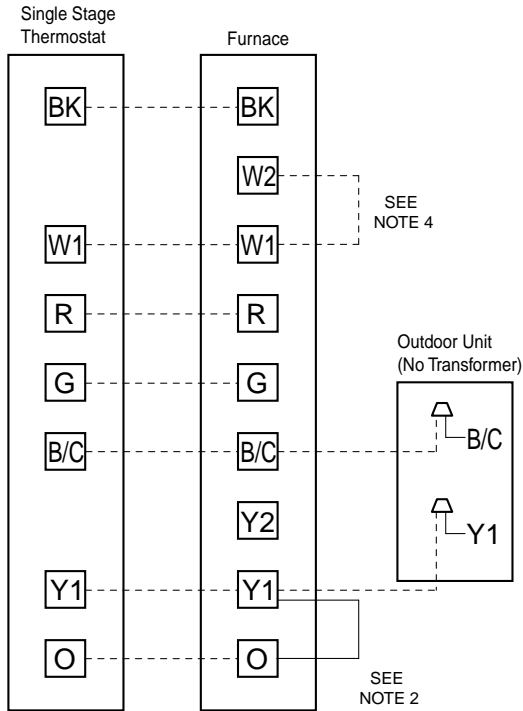 Single Stage
Thermostat
Furnace
BK
BK
W2
SEE
NOTE 4
W1
W1
R
R
Outdoor Unit
(No Transformer)
G
G
B/C
B/C
B/C
Y2
Y1
Y1
Y1
O
O
SEE
NOTE 2